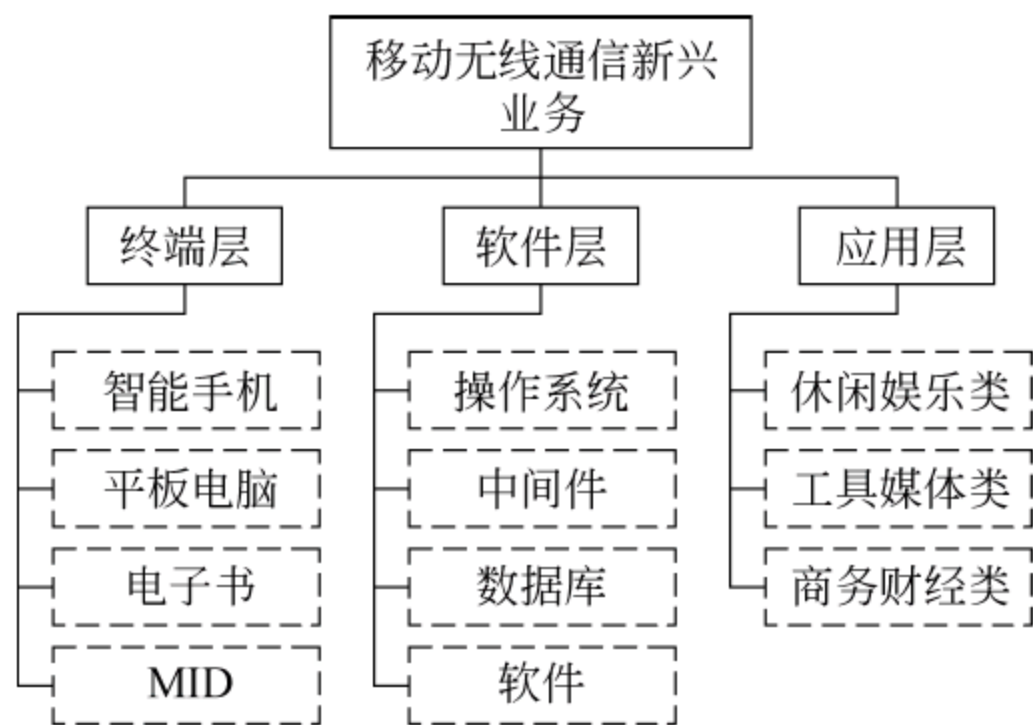 移动无线通信新兴
业务
终端层
软件层
应用层
智能手机
操作系统
休闲娱乐类
平板电脑
中间件
工具媒体类
电子书
数据库
商务财经类
MID
软件